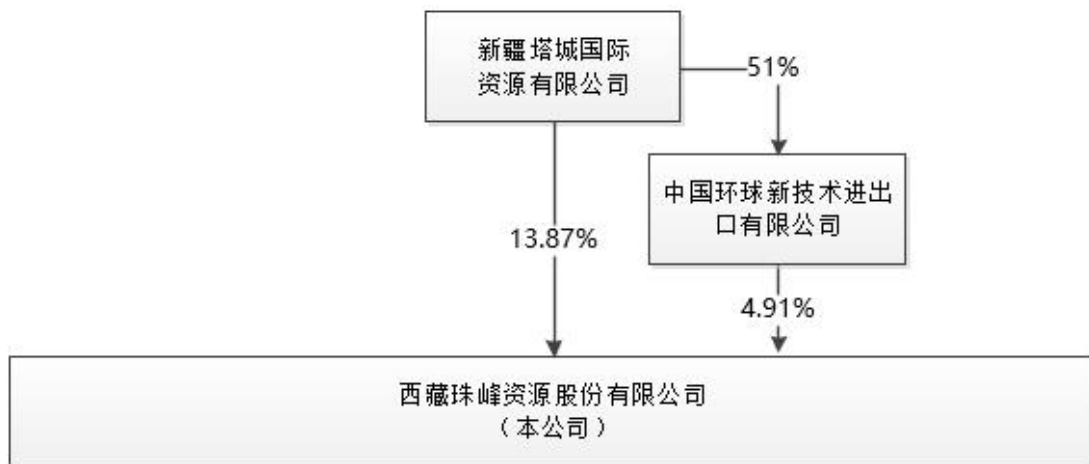 新疆塔城国际
资源有限公司
51%
中国环球新技术进出
口有限公司
13.87%
4.91%
西藏珠峰资源股份有限公司
（本公司）